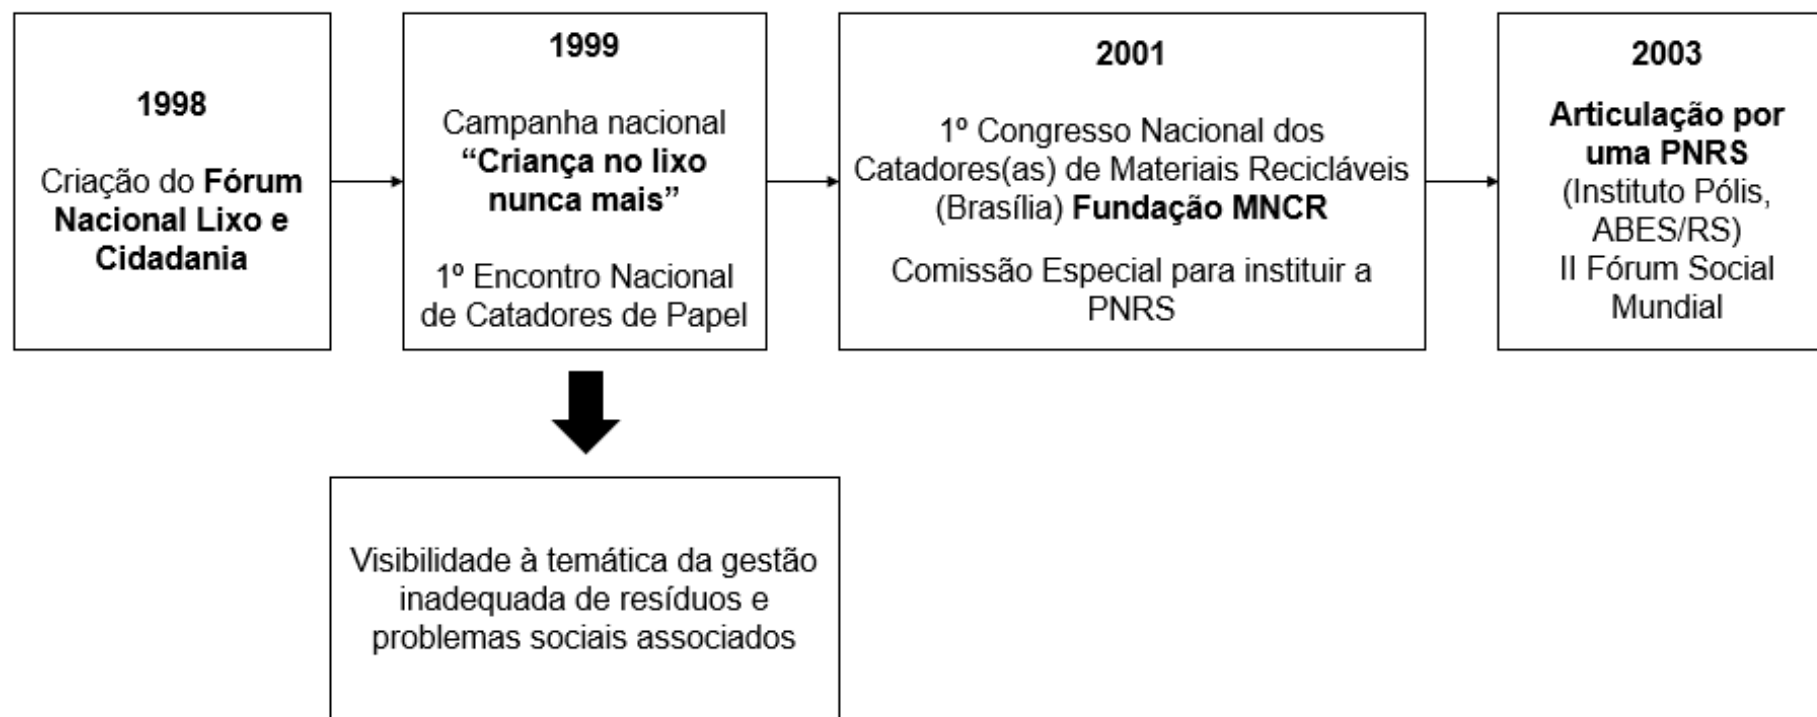 1998
Criação do Fórum
Nacional Lixo e
Cidadania
1999
Campanha nacional
“Criança no lixo
nunca mais”
1º Encontro Nacional
de Catadores de Papel
2001
1º Congresso Nacional dos
Catadores(as) de Materiais Recicláveis
(Brasília) Fundação MNCR
Comissão Especial para instituir a
PNRS
2003
Articulação por
uma PNRS
(Instituto Pólis,
ABES/RS)
II Fórum Social
Mundial
Visibilidade à temática da gestão
inadequada de resíduos e
problemas sociais associados